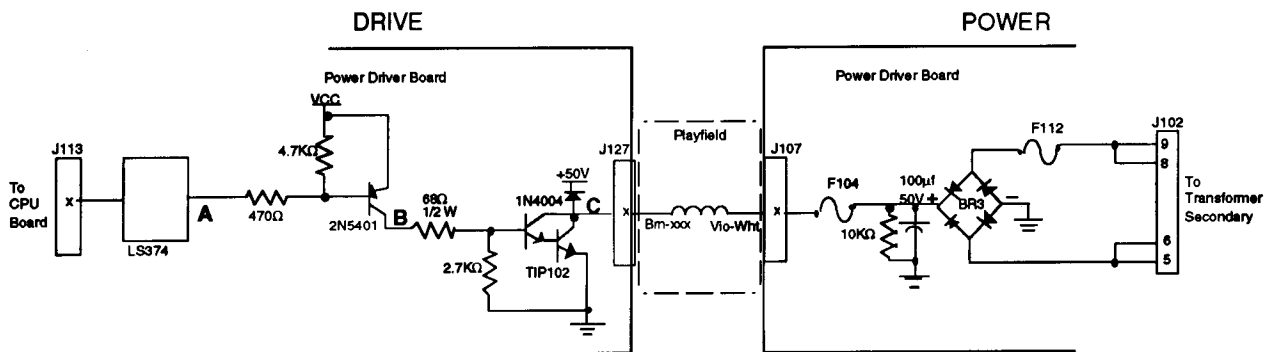 DRIVE
POWER
Power Driver Board
Power Driver Board
VCC
J113
4.7KΩ
To
CPU
Board
x
LS374
A
470Ω
2N5401
B
68Ω
1/2 W
2.7KΩ
1N4004
TIP102
+50V
C
J127
x
Playfield
Brn-xxx
Vio-Wht
J107
x
F104
100µf
50V
+
10KΩ
BR3
−
F112
J102
9
8
6
5
To
Transformer
Secondary